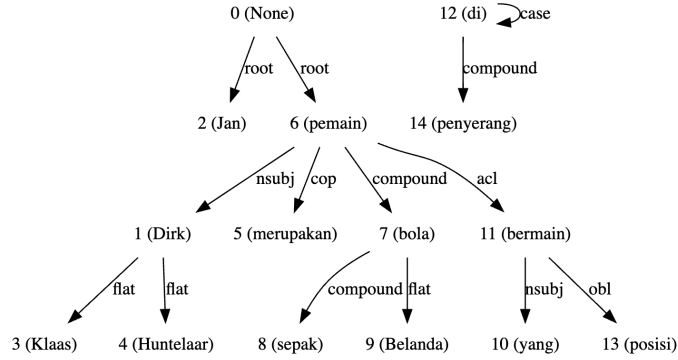 0 (None)
12 (di)
case
root
root
compound
2 (Jan)
6 (pemain)
14 (penyerang)
nsubj
cop
compound
acl
1 (Dirk)
5 (merupakan)
7 (bola)
11 (bermain)
flat
flat
compound
flat
nsubj
obl
3 (Klaas)
4 (Huntelaar)
8 (sepak)
9 (Belanda)
10 (yang)
13 (posisi)